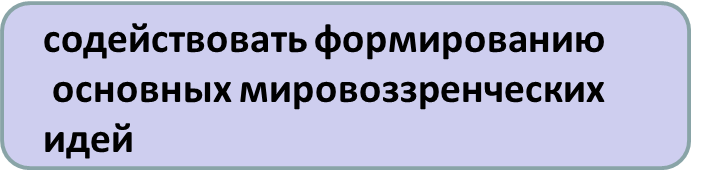 содействовать формированию
основных мировоззренческих
идей